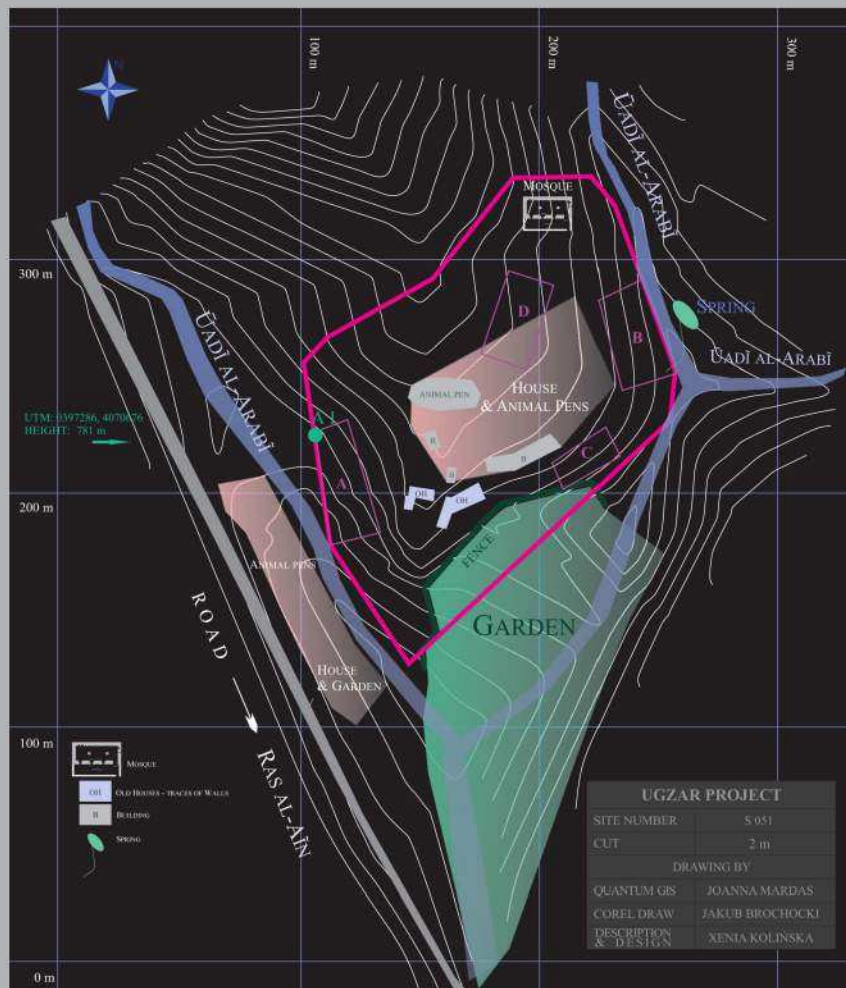 N
100 m
200 m
300 m
ŪADĪ AL-ARABĪ
MOSQUE
300 m
SPRING
ŪADĪ AL-ARABĪ
D
B
ŪADĪ AL-ARABĪ
HOUSE
& ANIMAL PENS
ANIMAL PEN
A 1
UTM: 0397286, 4070676
HEIGHT: 781 m
B
B
B
C
A
OH
OH
200 m
FENCE
ANIMAL PENS
GARDEN
ROAD
HOUSE
& GARDEN
100 m
RAS AL-AĪN
MOSQUE
OH OLD HOUSES - TRACES OF WALLS
B BUILDING
SPRING
UGZAR PROJECT
SITE NUMBER S 051
CUT 2 m
DRAWING BY
QUANTUM GIS JOANNA MARDAS
COREL DRAW JAKUB BROCHOCKI
DESCRIPTION
& DESIGN XENIA KOLIŃSKA
0 m